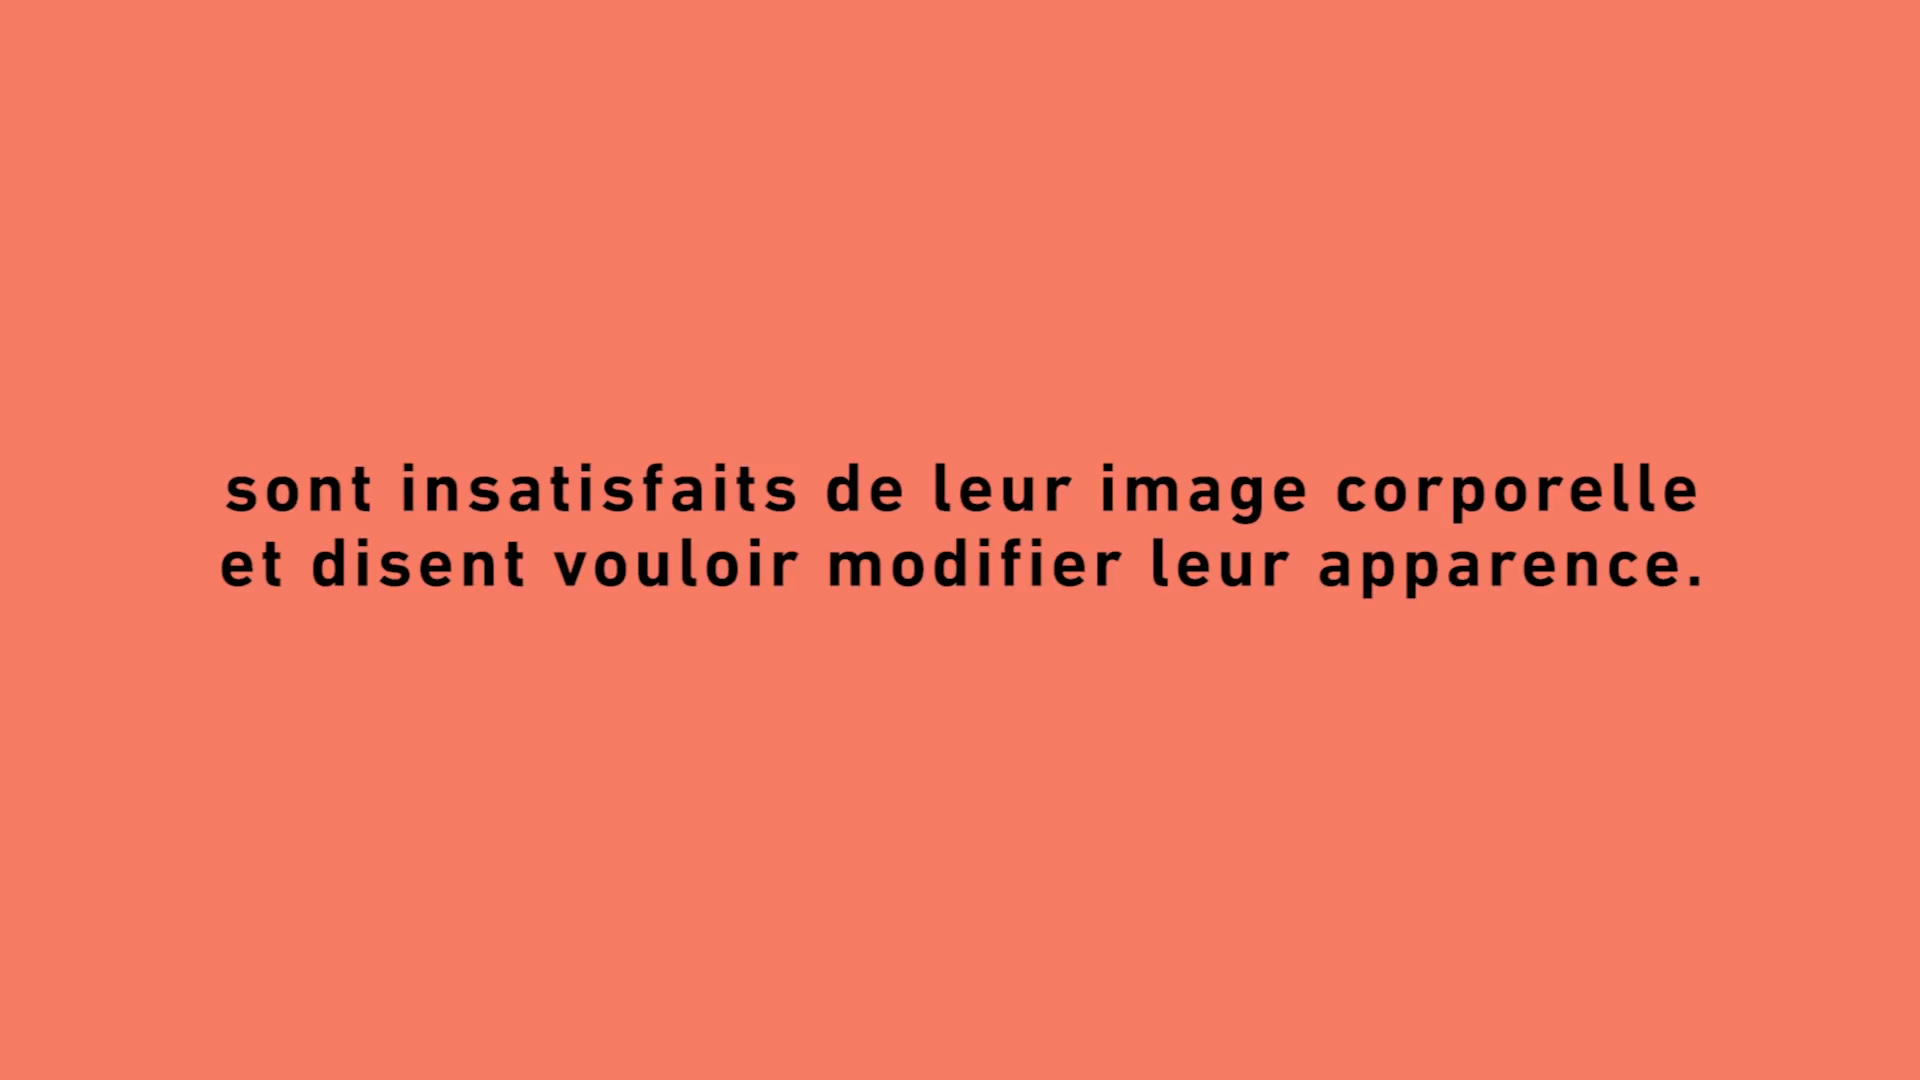 sont insatisfaits de leur image corporelle
et disent vouloir modifier leur apparence.